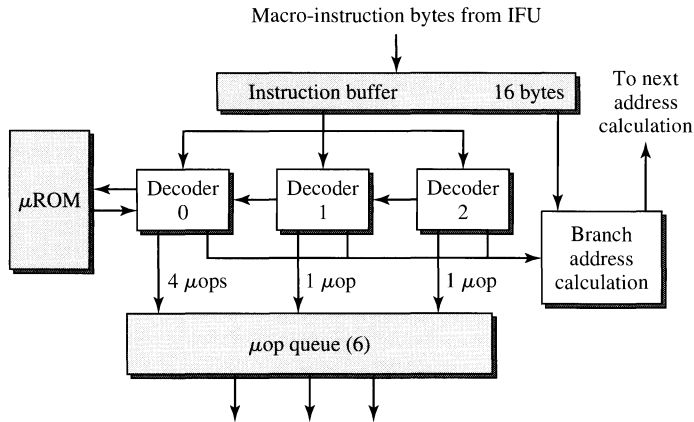 Macro-instruction bytes from IFU
Instruction buffer 16 bytes
To next
address
calculation
μROM
Decoder
0
Decoder
1
Decoder
2
Branch
address
calculation
4 μops
1 μop
1 μop
μop queue (6)